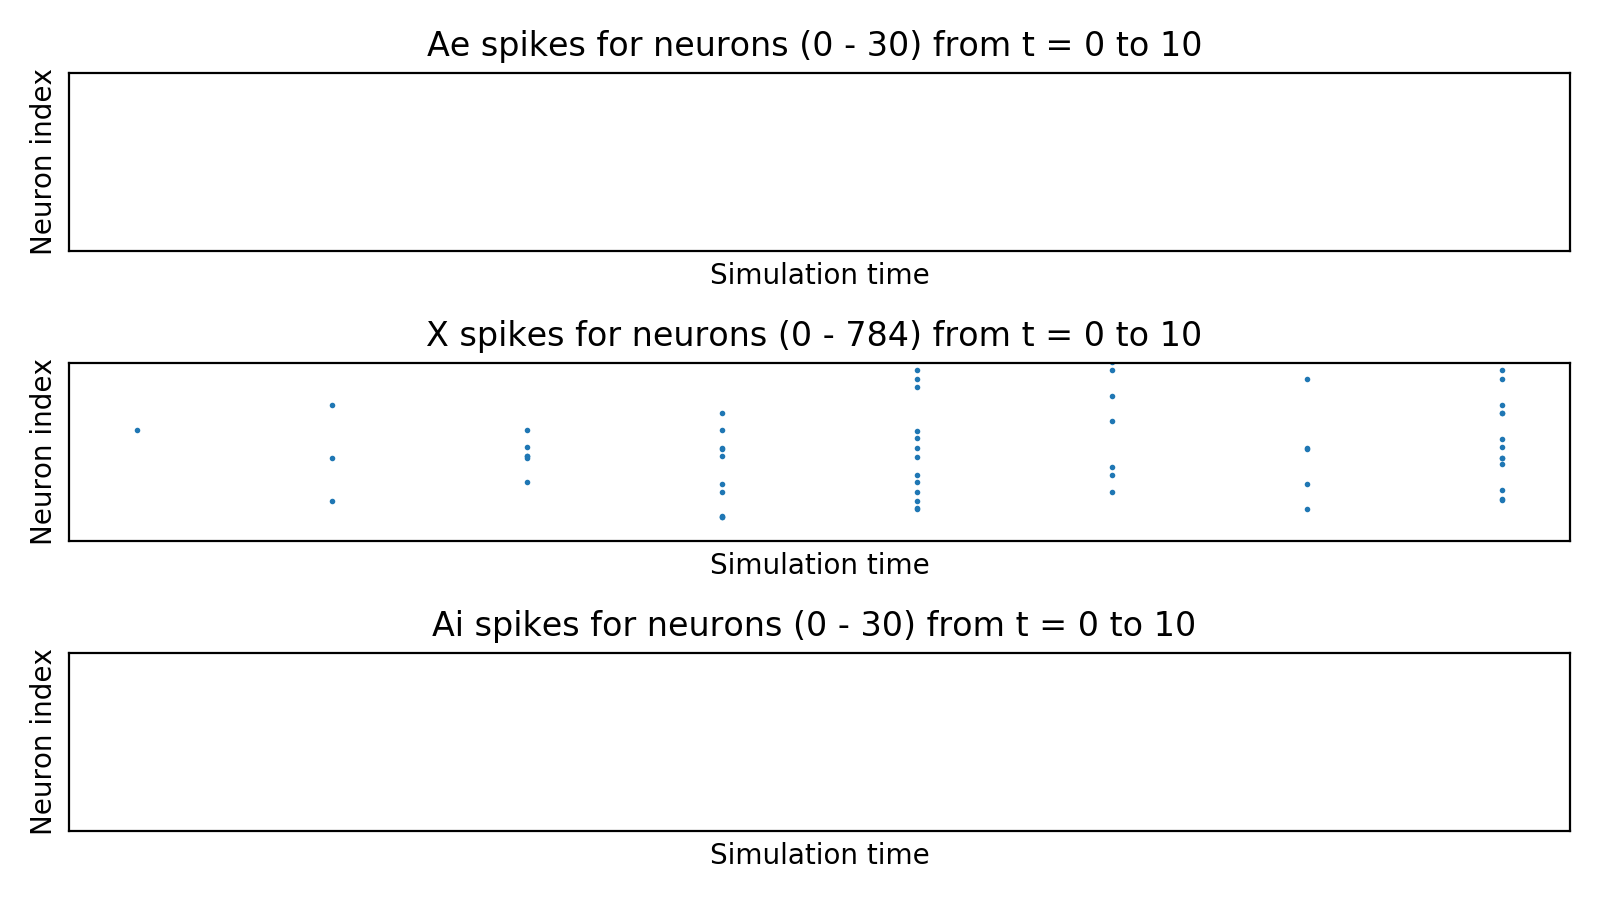 Ae spikes for neurons (0 - 30) from t = 0 to 10
Neuron index
Simulation time
X spikes for neurons (0 - 784) from t = 0 to 10
Neuron index
Simulation time
Ai spikes for neurons (0 - 30) from t = 0 to 10
Neuron index
Simulation time